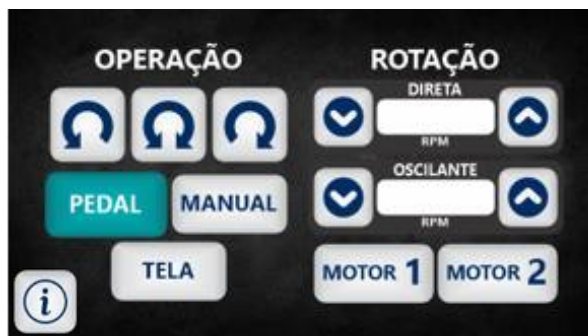 OPERAÇÃO
PEDAL
MANUAL
TELA
i
ROTAÇÃO
DIRETA
RPM
OSCILANTE
RPM
MOTOR 1
MOTOR 2